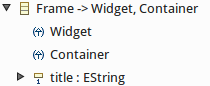 Frame -> Widget, Container
Widget
Container
title : EString